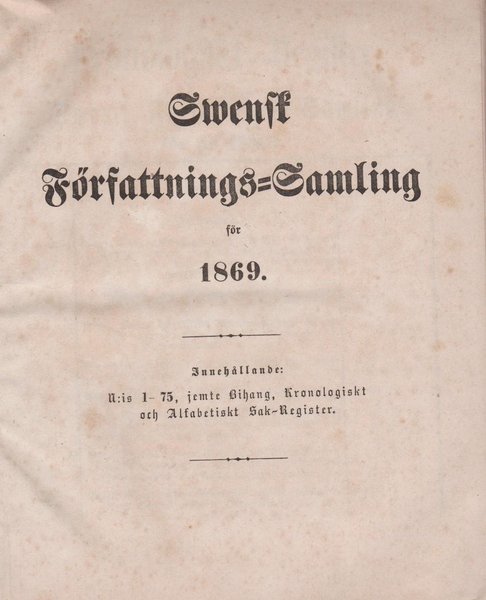 Swensk
Författnings=Samling
för
1869.
Innehållande:
N:is 1-75, jemte Bihang, Kronologiskt
och Alfabetiskt Sak-Register.